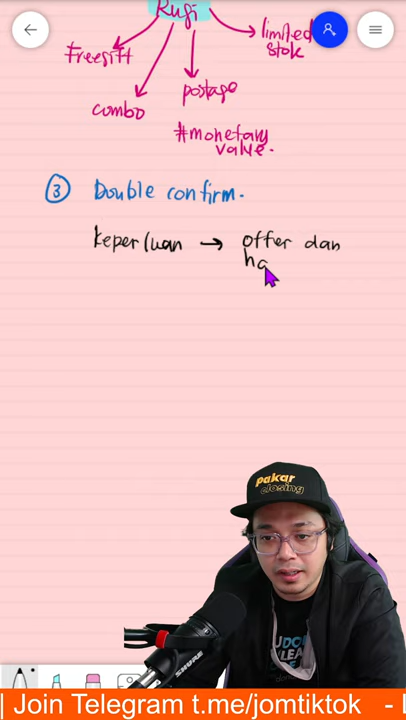 Rugi
Freegift
limited
stok
combo
postage
#monetary
value.
③ Double confirm.
keperluan → offer dan
ha
pakar
closing
SHURE
| Join Telegram t.me/jomtiktok - I